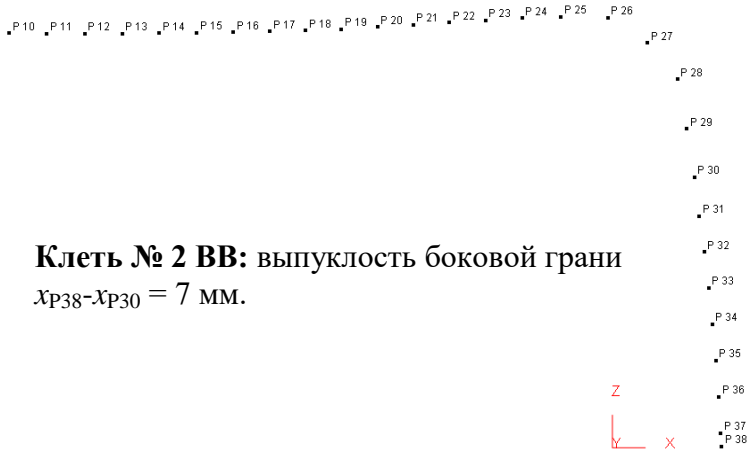 P 10 P 11 P 12 P 13 P 14 P 15 P 16 P 17 P 18 P 19 P 20 P 21 P 22 P 23 P 24 P 25 P 26
P 27
P 28
P 29
P 30
P 31
P 32
P 33
P 34
P 35
P 36
P 37
P 38
Клеть № 2 ВВ: выпуклость боковой грани
xP38-xP30 = 7 мм.
Z
Y X